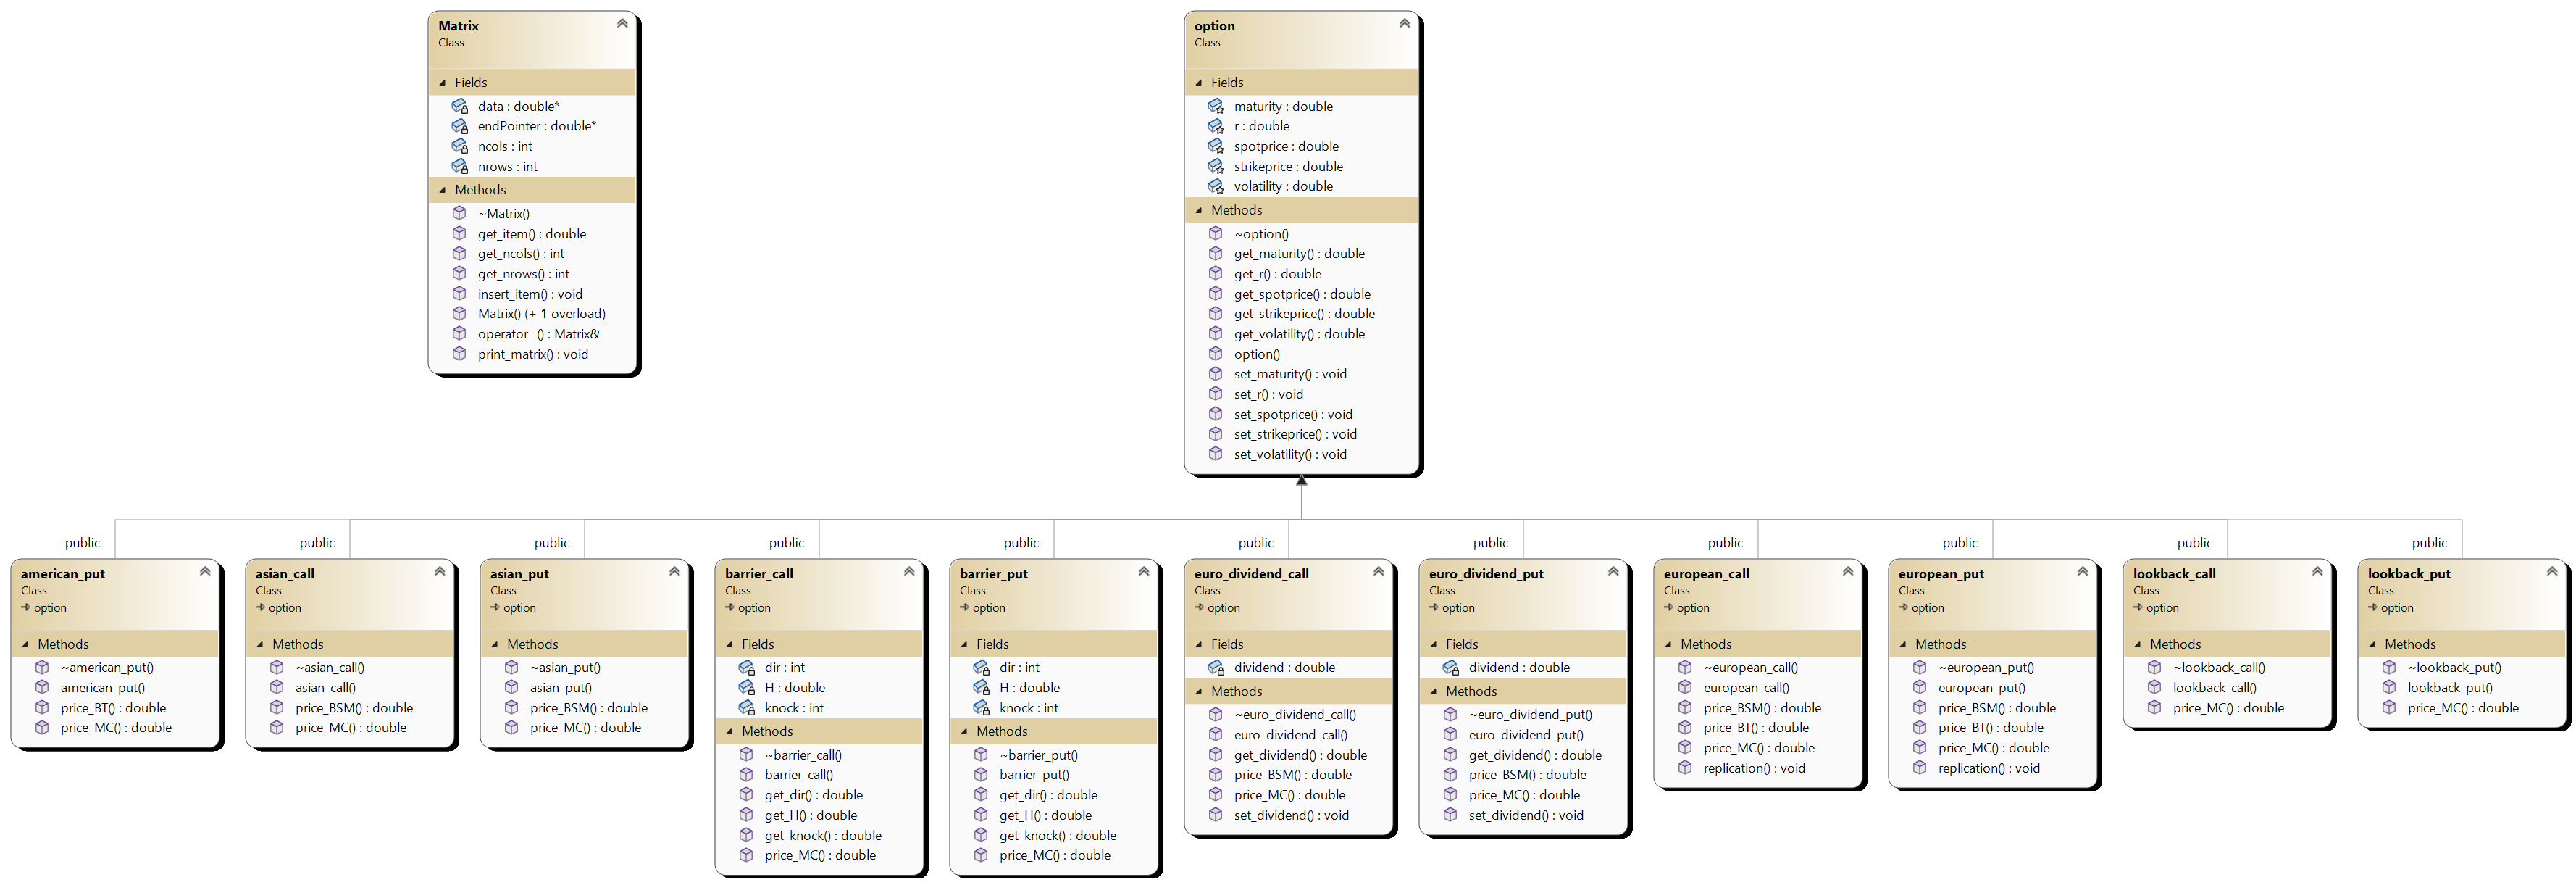 Matrix
Class
Fields
data : double*
endPointer : double*
ncols : int
nrows : int
Methods
~Matrix()
get_item() : double
get_ncols() : int
get_nrows() : int
insert_item() : void
Matrix() (+ 1 overload)
operator=() : Matrix&
print_matrix() : void
option
Class
Fields
maturity : double
r : double
spotprice : double
strikeprice : double
volatility : double
Methods
~option()
get_maturity() : double
get_r() : double
get_spotprice() : double
get_strikeprice() : double
get_volatility() : double
option()
set_maturity() : void
set_r() : void
set_spotprice() : void
set_strikeprice() : void
set_volatility() : void
public
american_put
Class
option
Methods
~american_put()
american_put()
price_BT() : double
price_MC() : double
public
asian_call
Class
option
Methods
~asian_call()
asian_call()
price_BSM() : double
price_MC() : double
public
asian_put
Class
option
Methods
~asian_put()
asian_put()
price_BSM() : double
price_MC() : double
public
barrier_call
Class
option
Fields
dir : int
H : double
knock : int
Methods
~barrier_call()
barrier_call()
get_dir() : double
get_H() : double
get_knock() : double
price_MC() : double
public
barrier_put
Class
option
Fields
dir : int
H : double
knock : int
Methods
~barrier_put()
barrier_put()
get_dir() : double
get_H() : double
get_knock() : double
price_MC() : double
public
euro_dividend_call
Class
option
Fields
dividend : double
Methods
~euro_dividend_call()
euro_dividend_call()
get_dividend() : double
price_BSM() : double
price_MC() : double
set_dividend() : void
public
euro_dividend_put
Class
option
Fields
dividend : double
Methods
~euro_dividend_put()
euro_dividend_put()
get_dividend() : double
price_BSM() : double
price_MC() : double
set_dividend() : void
public
european_call
Class
option
Methods
~european_call()
european_call()
price_BSM() : double
price_BT() : double
price_MC() : double
replication() : void
public
european_put
Class
option
Methods
~european_put()
european_put()
price_BSM() : double
price_BT() : double
price_MC() : double
replication() : void
public
lookback_call
Class
option
Methods
~lookback_call()
lookback_call()
price_MC() : double
public
lookback_put
Class
option
Methods
~lookback_put()
lookback_put()
price_MC() : double